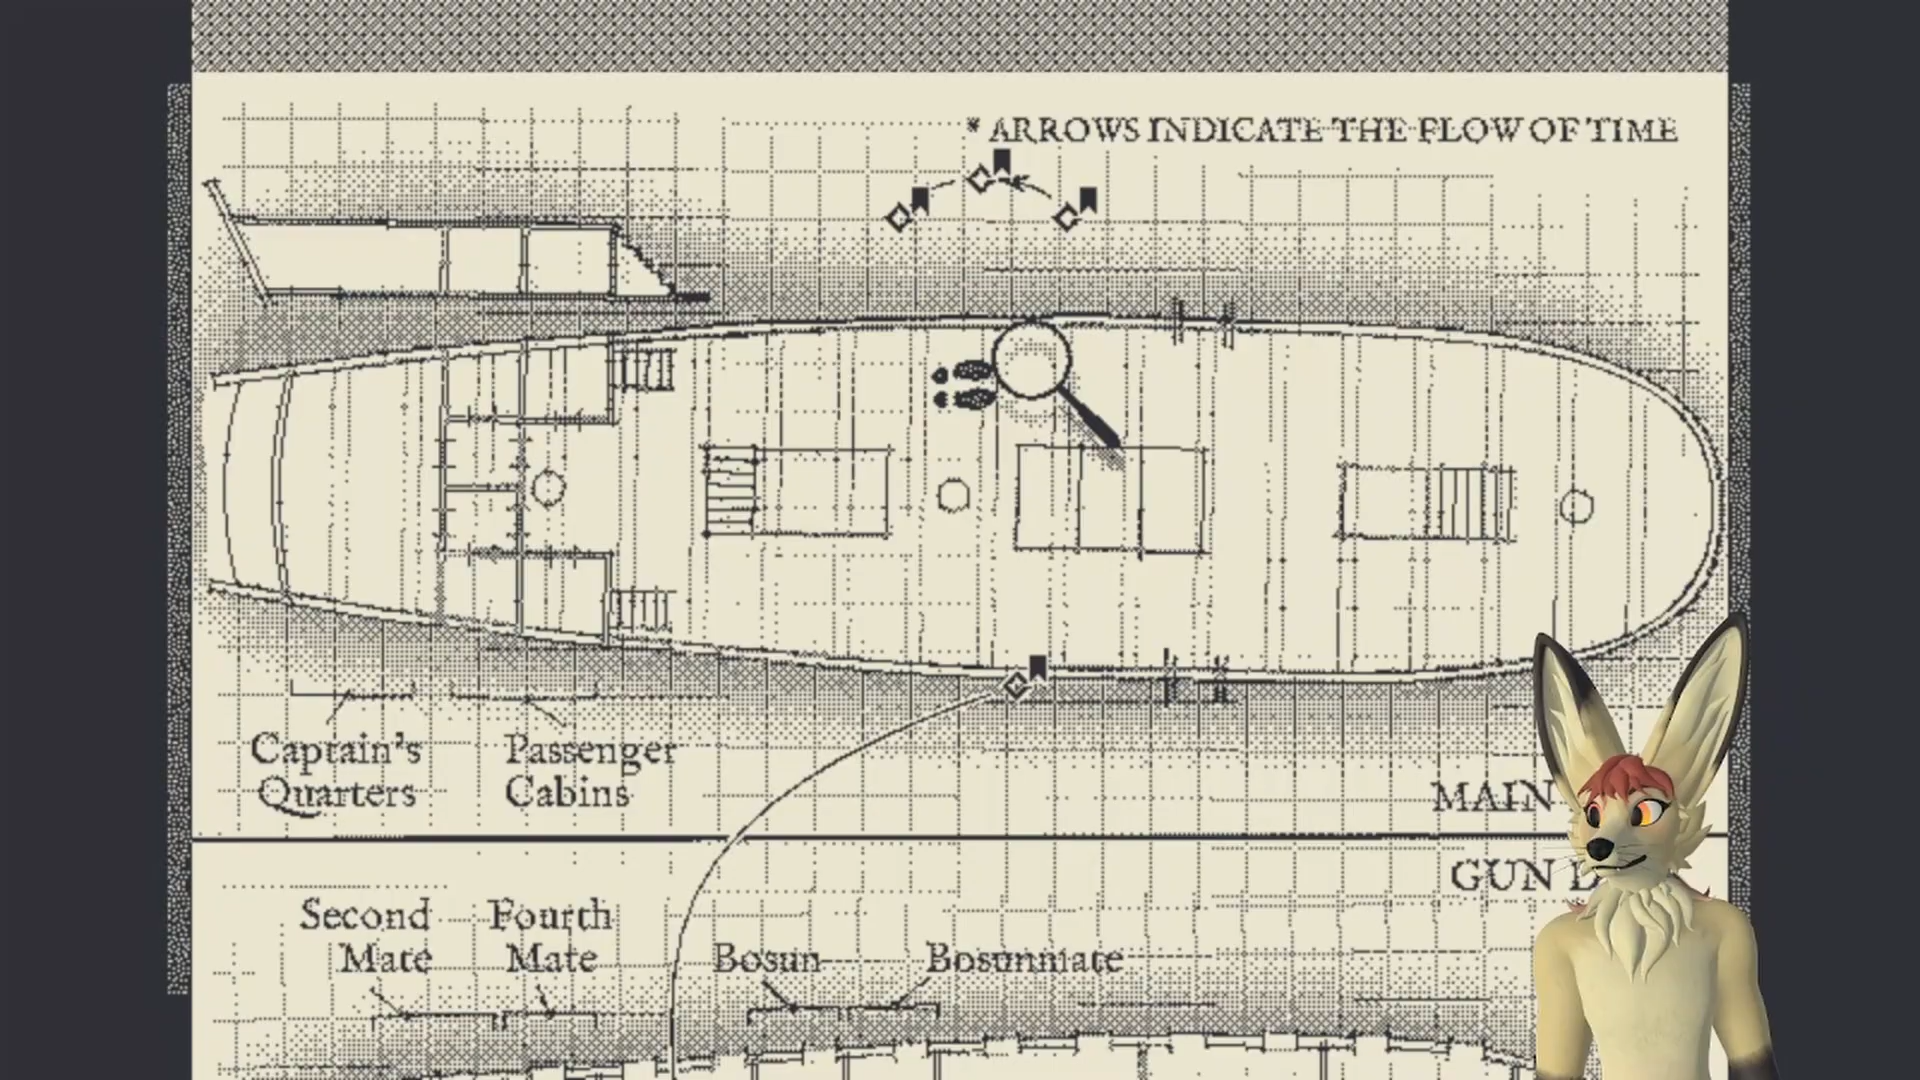 * ARROWS INDICATE THE FLOW OF TIME
Captain's
Quarters
Passenger
Cabins
MAIN
GUN D
Second
Mate
Fourth
Mate
Bosun
Bosunmate